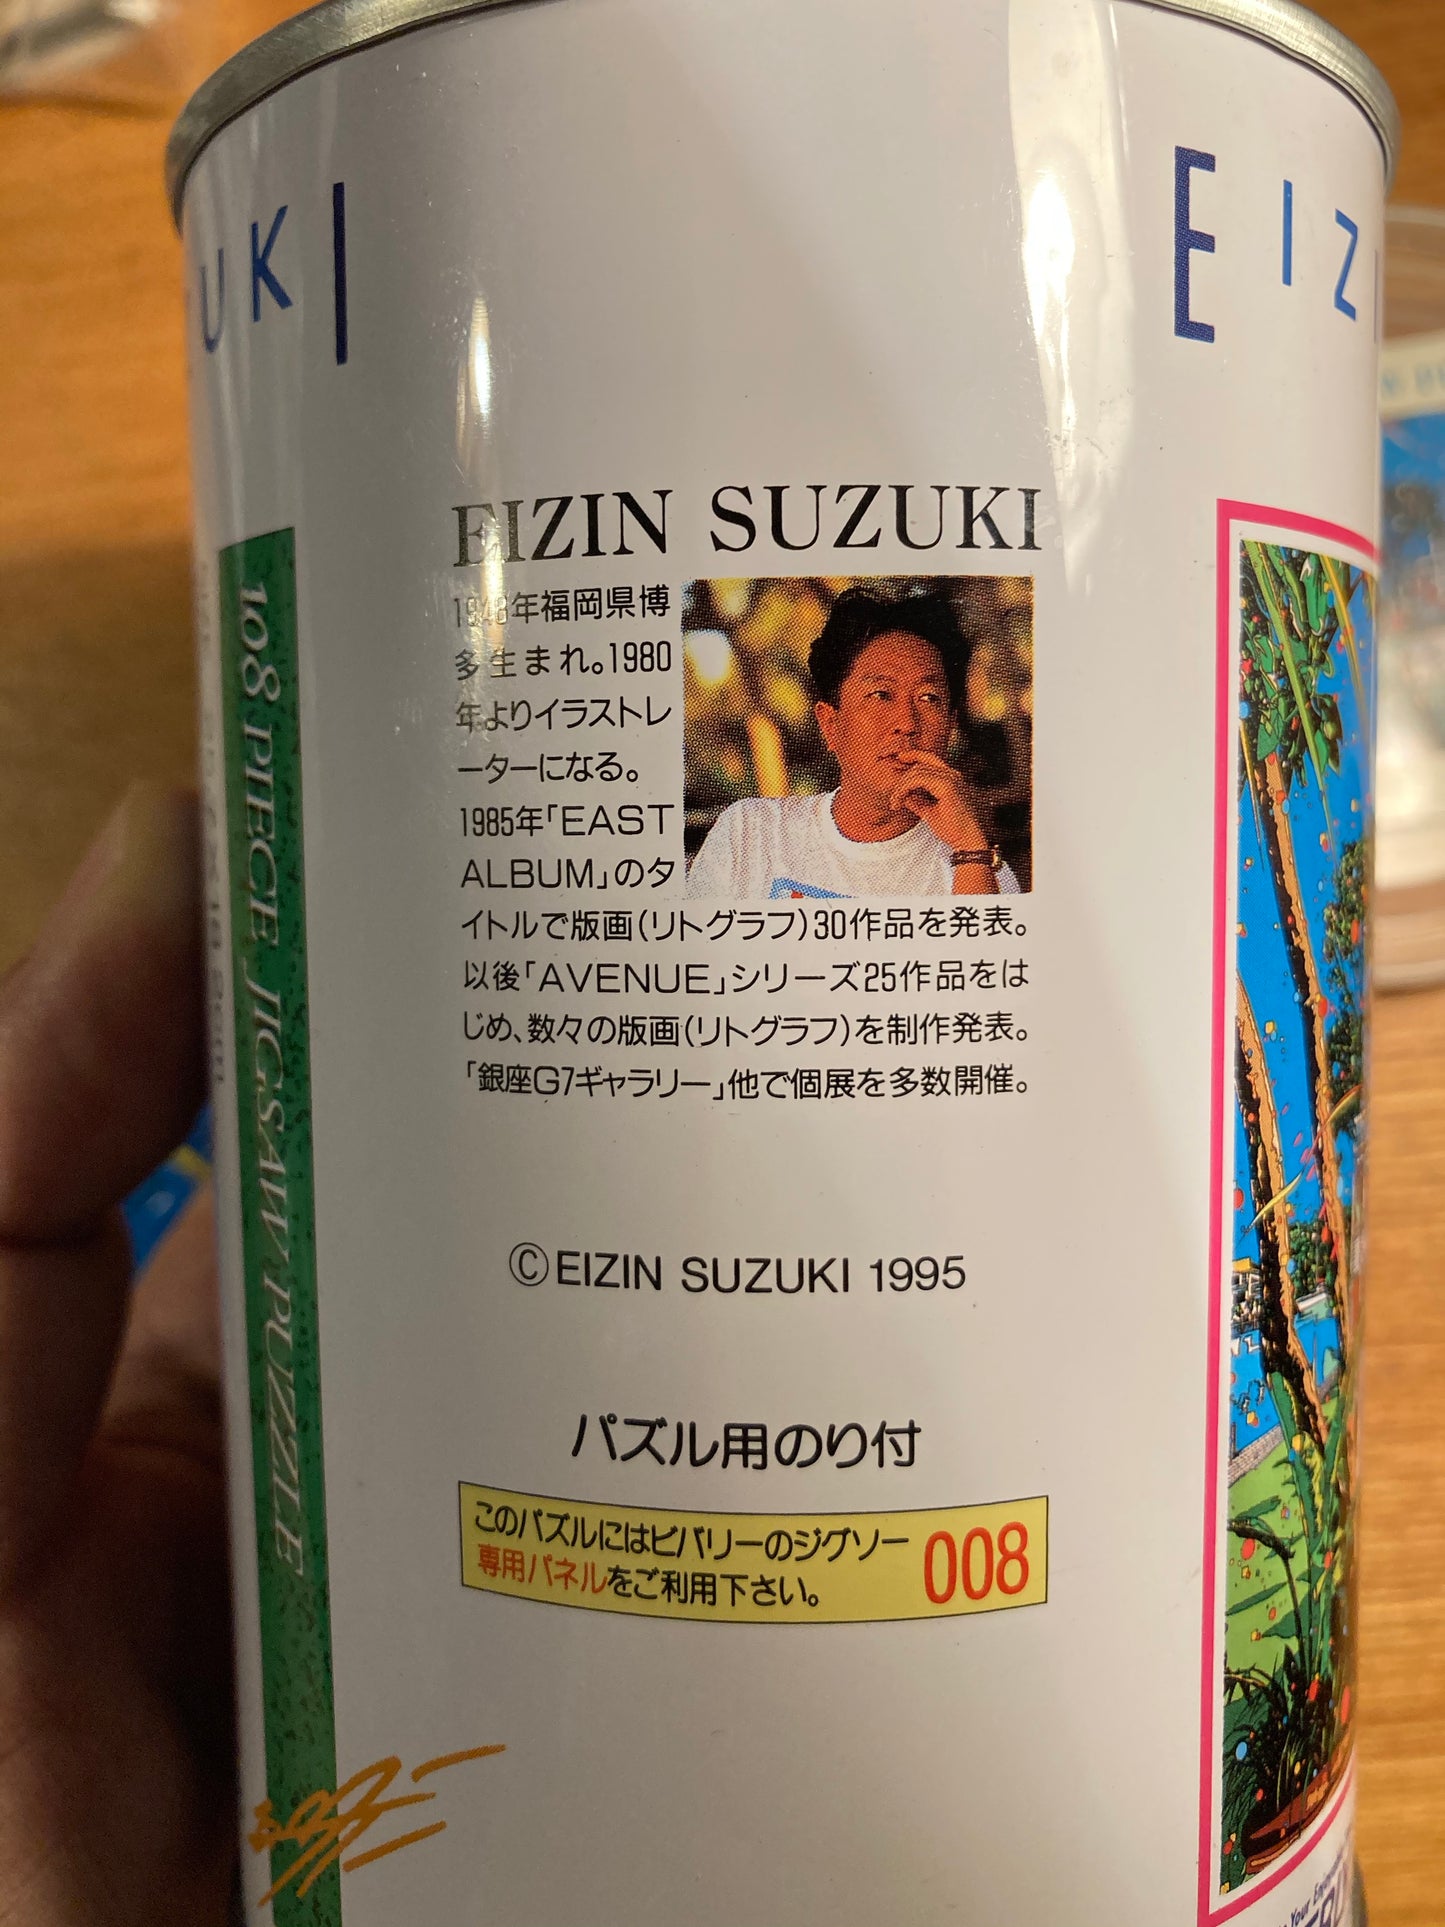 UKI
EIZ
EIZIN SUZUKI
1948年福岡県博
多生まれ。1980
年よりイラストレ
ーターになる。
1985年「EAST
ALBUM」のタ
イトルで版画(リトグラフ)30作品を発表。
以後「AVENUE」シリーズ25作品をは
じめ、数々の版画(リトグラフ)を制作発表。
「銀座G7ギャラリー」他で個展を多数開催。
©EIZIN SUZUKI 1995
パズル用のり付
このパズルにはビバリーのジグソー
専用パネルをご利用下さい。
008
108 PIECE JIGSAW PUZZLE